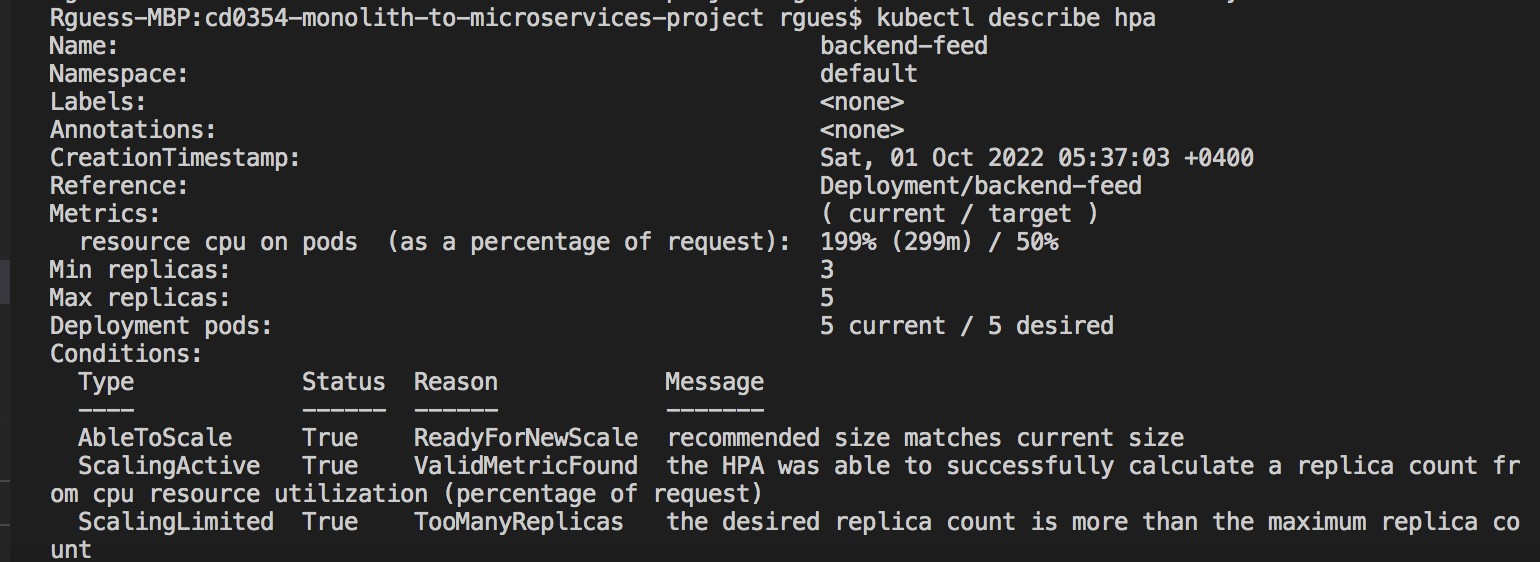 Rguess-MBP:cd0354-monolith-to-microservices-project rgues$ kubectl describe hpa
Name:                                                  backend-feed
Namespace:                                             default
Labels:                                                <none>
Annotations:                                           <none>
CreationTimestamp:                                     Sat, 01 Oct 2022 05:37:03 +0400
Reference:                                             Deployment/backend-feed
Metrics:                                               ( current / target )
  resource cpu on pods  (as a percentage of request):  199% (299m) / 50%
Min replicas:                                          3
Max replicas:                                          5
Deployment pods:                                       5 current / 5 desired
Conditions:
  Type            Status  Reason            Message
  ----            ------  ------            -------
  AbleToScale     True    ReadyForNewScale  recommended size matches current size
  ScalingActive   True    ValidMetricFound  the HPA was able to successfully calculate a replica count fr
om cpu resource utilization (percentage of request)
  ScalingLimited  True    TooManyReplicas   the desired replica count is more than the maximum replica co
unt